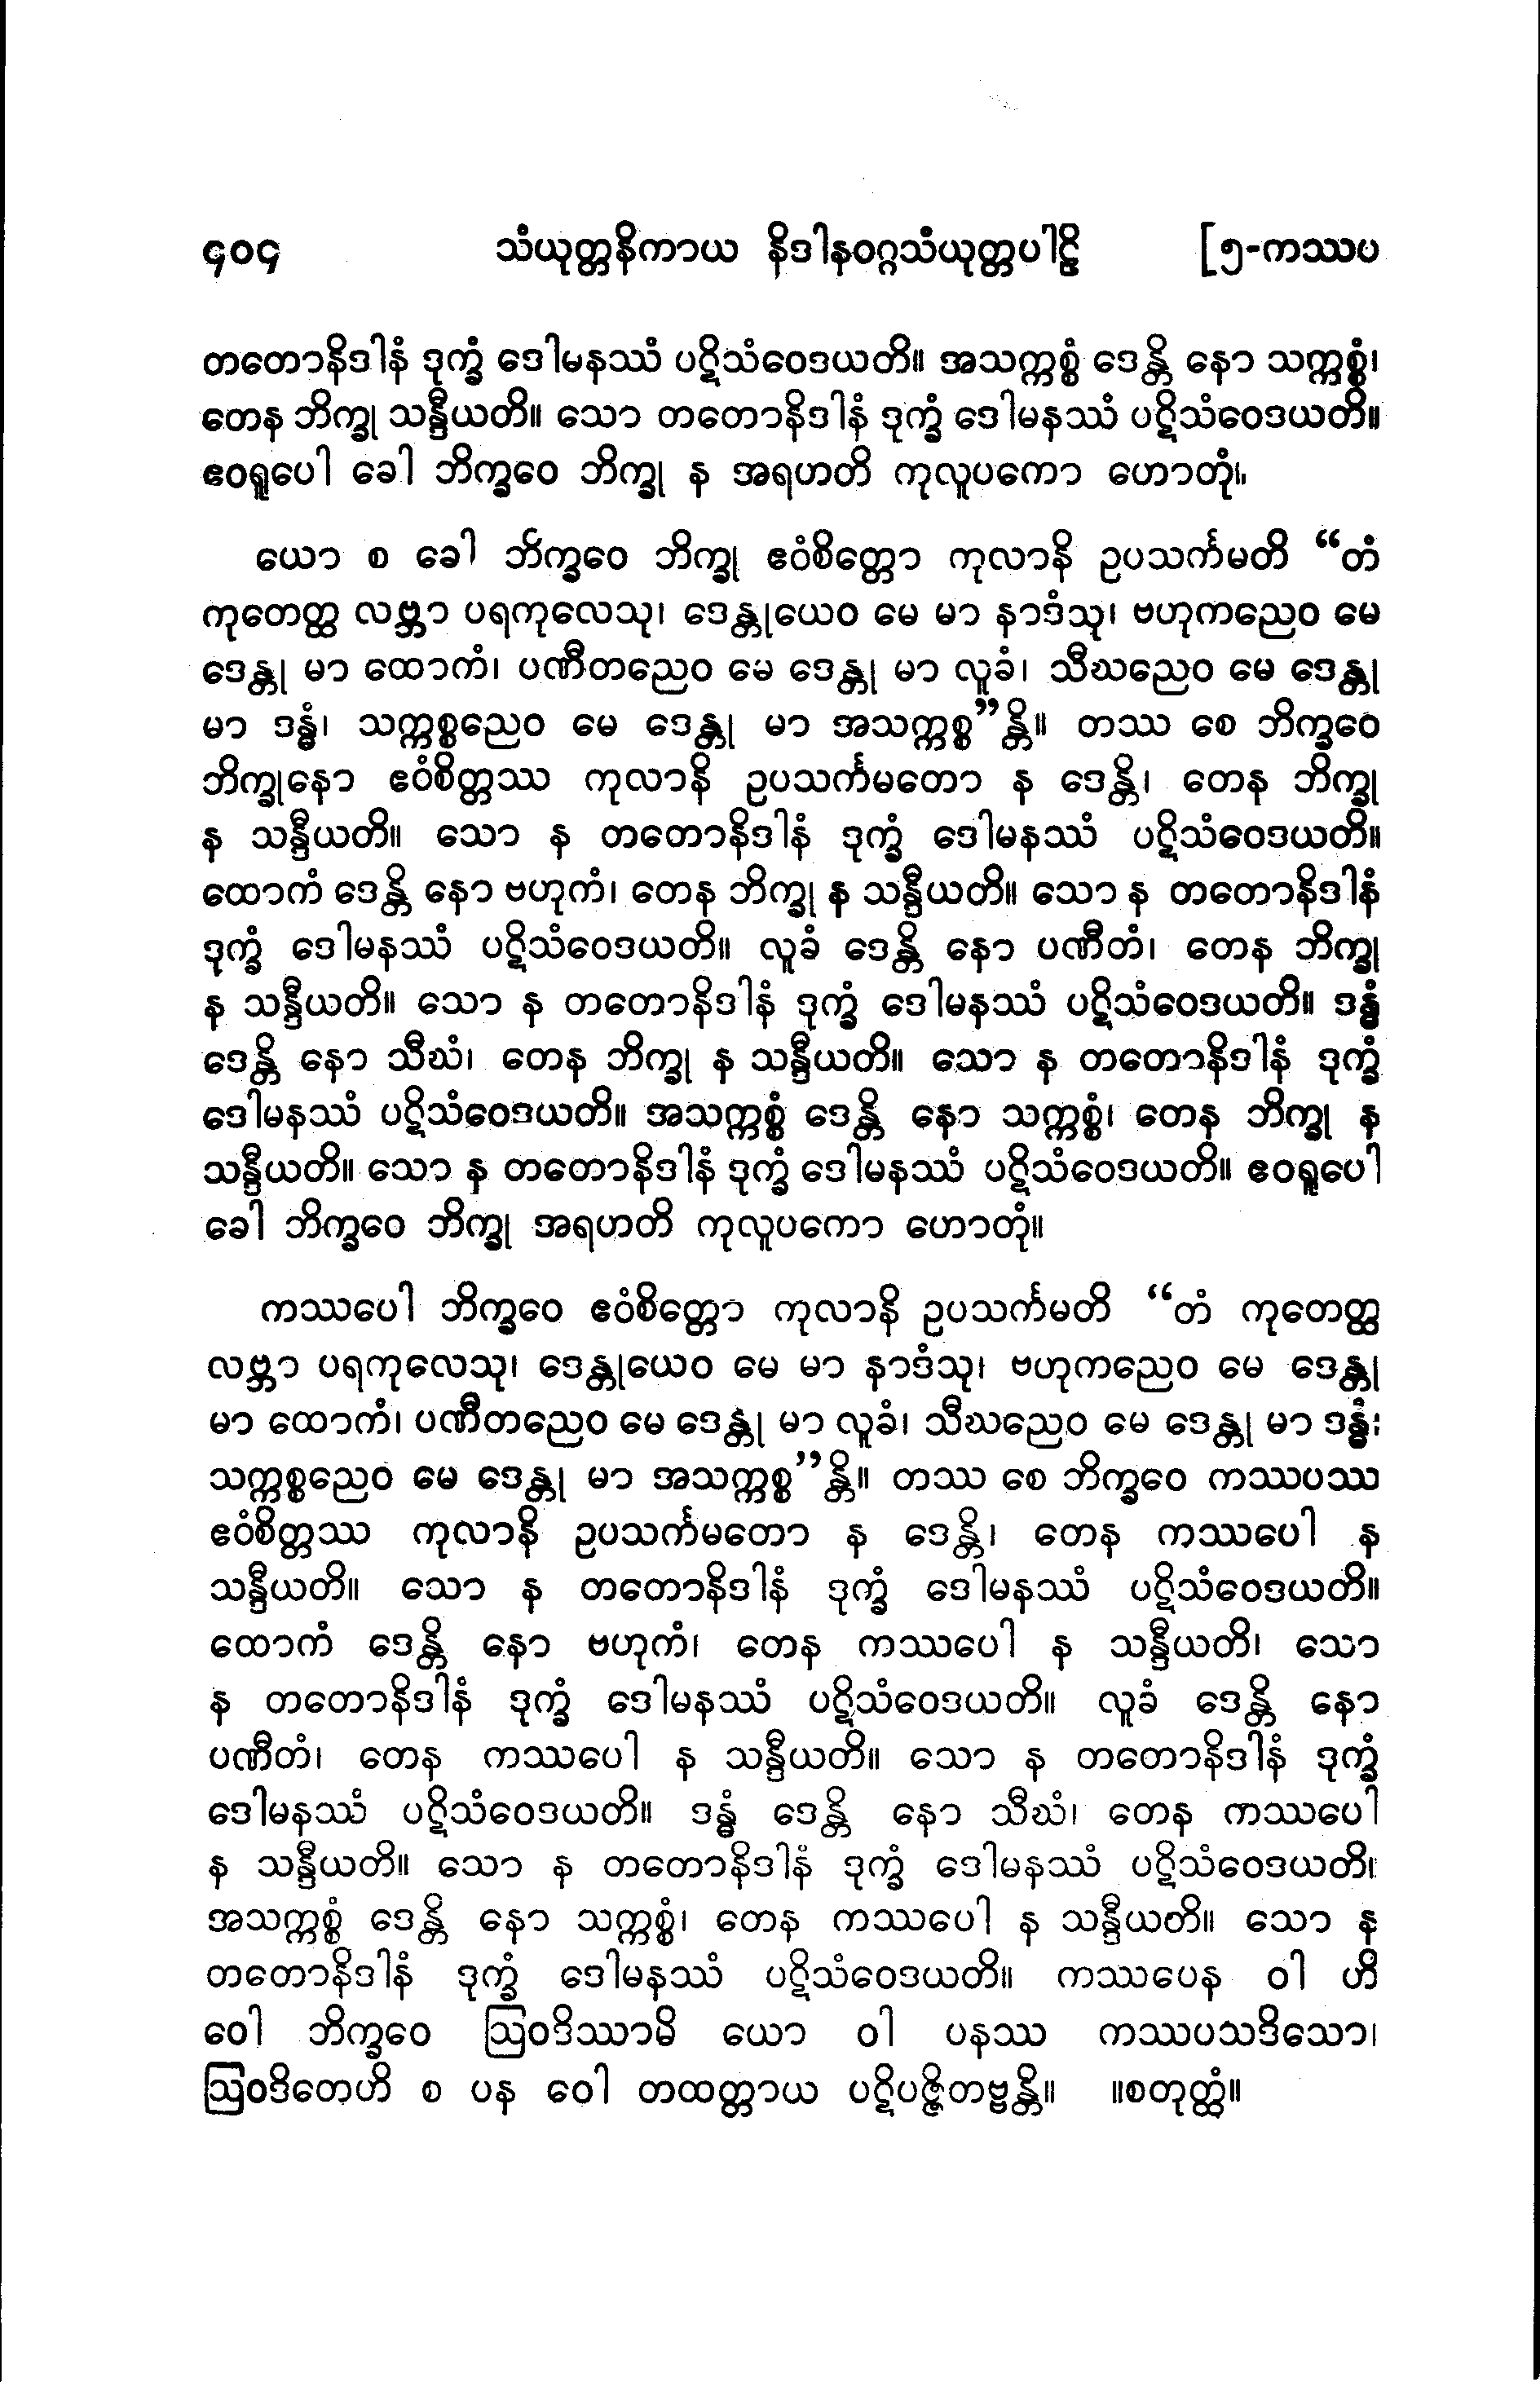 ၄၀၄ သံယုတ္တနိကာယ နိဒါနဝဂ္ဂသံယုတ္တပါဠိ [၅-ကဿပ
တတောနိဒါနံ ဒုက္ခံ ဒေါမနဿံ ပဋိသံဝေဒယတိ။ အသက္ကစ္စံ ဒေန္တိ နော သက္ကစ္စံ၊
တေန ဘိက္ခု သန္ဒီယတိ။ သော တတောနိဒါနံ ဒုက္ခံ ဒေါမနဿံ ပဋိသံဝေဒယတိ။
ဧဝရူပေါ ခေါ ဘိက္ခဝေ ဘိက္ခု န အရဟတိ ကုလူပကော ဟောတုံ။
ယော စ ခေါ ဘိက္ခဝေ ဘိက္ခု ဧဝံစိတ္တော ကုလာနိ ဥပသင်္ကမတိ “တံ
ကုတေတ္ထ လဗ္ဘာ ပရကုလေသု၊ ဒေန္တုယေဝ မေ မာ နာဒံသု၊ ဗဟုကညေဝ မေ
ဒေန္တု မာ ထောကံ၊ ပဏီတညေဝ မေ ဒေန္တု မာ လူခံ၊ သီဃညေဝ မေ ဒေန္တု
မာ ဒန္ဓံ၊ သက္ကစ္စညေဝ မေ ဒေန္တု မာ အသက္ကစ္စ”န္တိ။ တဿ စေ ဘိက္ခဝေ
ဘိက္ခုနော ဧဝံစိတ္တဿ ကုလာနိ ဥပသင်္ကမတော န ဒေန္တိ၊ တေန ဘိက္ခု
န သန္ဒီယတိ။ သော န တတောနိဒါနံ ဒုက္ခံ ဒေါမနဿံ ပဋိသံဝေဒယတိ။
ထောကံ ဒေန္တိ နော ဗဟုကံ၊ တေန ဘိက္ခု န သန္ဒီယတိ။ သော န တတောနိဒါနံ
ဒုက္ခံ ဒေါမနဿံ ပဋိသံဝေဒယတိ။ လူခံ ဒေန္တိ နော ပဏီတံ၊ တေန ဘိက္ခု
န သန္ဒီယတိ။ သော န တတောနိဒါနံ ဒုက္ခံ ဒေါမနဿံ ပဋိသံဝေဒယတိ။ ဒန္ဓံ
ဒေန္တိ နော သီဃံ၊ တေန ဘိက္ခု န သန္ဒီယတိ။ သော န တတောနိဒါနံ ဒုက္ခံ
ဒေါမနဿံ ပဋိသံဝေဒယတိ။ အသက္ကစ္စံ ဒေန္တိ နော သက္ကစ္စံ၊ တေန ဘိက္ခု န
သန္ဒီယတိ။ သော န တတောနိဒါနံ ဒုက္ခံ ဒေါမနဿံ ပဋိသံဝေဒယတိ။ ဧဝရူပေါ
ခေါ ဘိက္ခဝေ ဘိက္ခု အရဟတိ ကုလူပကော ဟောတုံ။
ကဿပေါ ဘိက္ခဝေ ဧဝံစိတ္တော ကုလာနိ ဥပသင်္ကမတိ “တံ ကုတေတ္ထ
လဗ္ဘာ ပရကုလေသု၊ ဒေန္တုယေဝ မေ မာ နာဒံသု၊ ဗဟုကညေဝ မေ ဒေန္တု
မာ ထောကံ၊ ပဏီတညေဝ မေ ဒေန္တု မာ လူခံ၊ သီဃညေဝ မေ ဒေန္တု မာ ဒန္ဓံ၊
သက္ကစ္စညေဝ မေ ဒေန္တု မာ အသက္ကစ္စ”န္တိ။ တဿ စေ ဘိက္ခဝေ ကဿပဿ
ဧဝံစိတ္တဿ ကုလာနိ ဥပသင်္ကမတော န ဒေန္တိ၊ တေန ကဿပေါ န
သန္ဒီယတိ။ သော န တတောနိဒါနံ ဒုက္ခံ ဒေါမနဿံ ပဋိသံဝေဒယတိ။
ထောကံ ဒေန္တိ နော ဗဟုကံ၊ တေန ကဿပေါ န သန္ဒီယတိ၊ သော
န တတောနိဒါနံ ဒုက္ခံ ဒေါမနဿံ ပဋိသံဝေဒယတိ။ လူခံ ဒေန္တိ နော
ပဏီတံ၊ တေန ကဿပေါ န သန္ဒီယတိ။ သော န တတောနိဒါနံ ဒုက္ခံ
ဒေါမနဿံ ပဋိသံဝေဒယတိ။ ဒန္ဓံ ဒေန္တိ နော သီဃံ၊ တေန ကဿပေါ
န သန္ဒီယတိ။ သော န တတောနိဒါနံ ဒုက္ခံ ဒေါမနဿံ ပဋိသံဝေဒယတိ။
အသက္ကစ္စံ ဒေန္တိ နော သက္ကစ္စံ၊ တေန ကဿပေါ န သန္ဒီယတိ။ သော န
တတောနိဒါနံ ဒုက္ခံ ဒေါမနဿံ ပဋိသံဝေဒယတိ။ ကဿပေန ဝါ ဟိ
ဝေါ ဘိက္ခဝေ ဩဝဒိဿာမိ ယော ဝါ ပနဿ ကဿပသဒိသော၊
ဩဝဒိတေဟိ စ ပန ဝေါ တထတ္တာယ ပဋိပဇ္ဇိတဗ္ဗန္တိ။ ။စတုတ္ထံ။